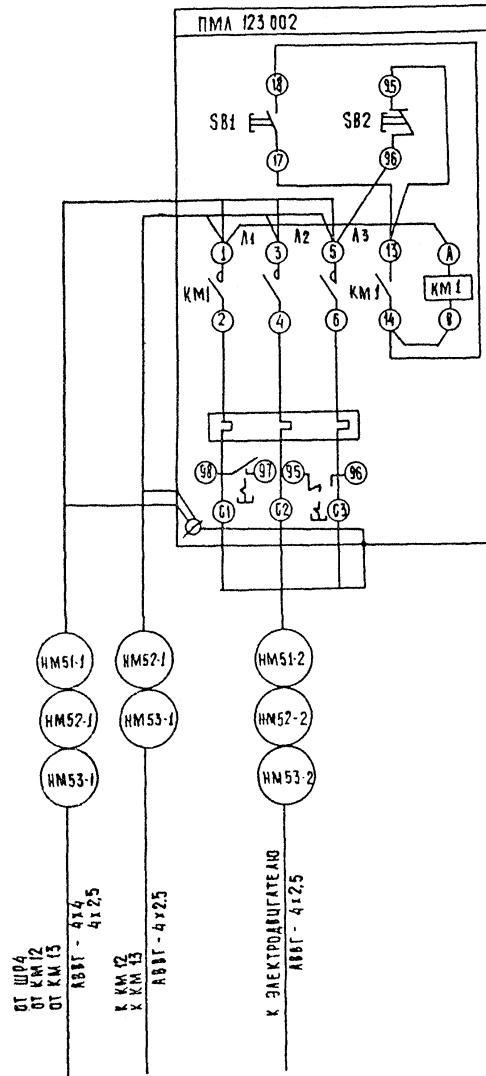 ПМЛ 123 002
18
95
SB1
SB2
17
96
Л1
Л2
Л3
1
3
5
13
А
КМ1
КМ1
КМ1
2
4
6
14
В
98
97
95
96
С1
С2
С3
НМ51-1
НМ52-1
НМ51-2
НМ52-1
НМ53-1
НМ52-2
НМ53-1
НМ53-2
ОТ ШР4
ОТ КМ12
ОТ КМ13
АВВГ - 4х4
4х2,5
К КМ12
К КМ13
АВВГ - 4х2,5
К ЭЛЕКТРОДВИГАТЕЛЮ
АВВГ - 4х2,5